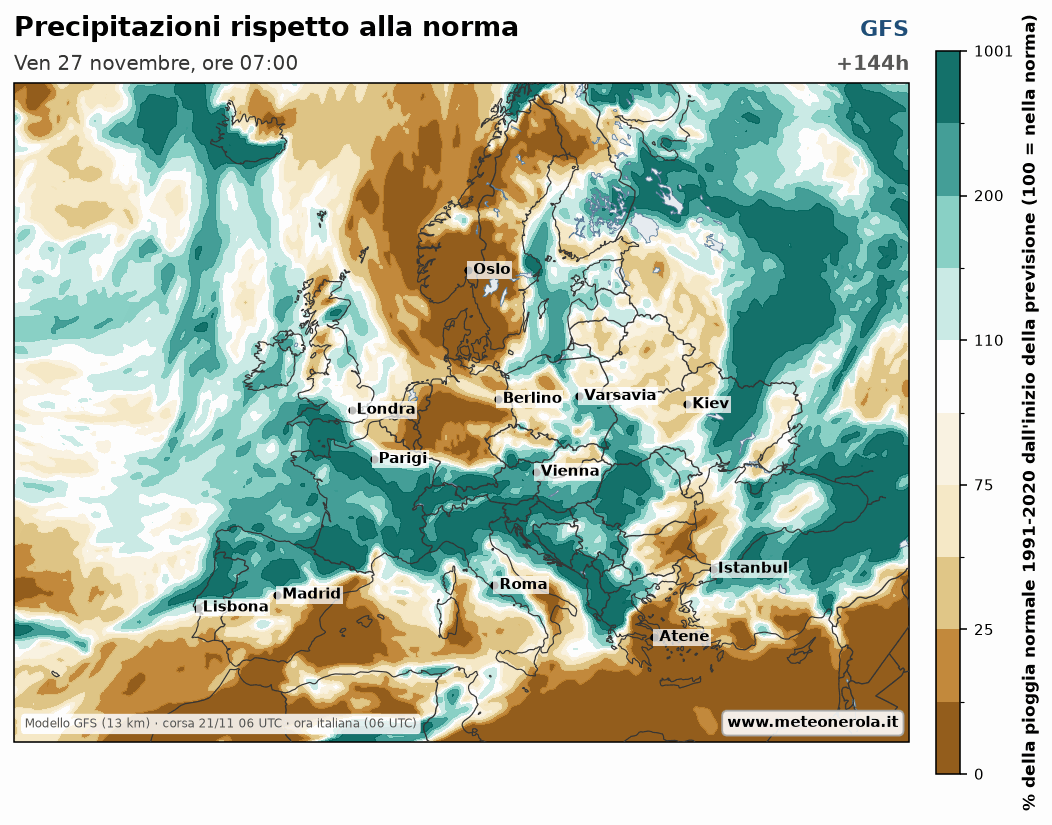 Precipitazioni rispetto alla norma
GFS
Ven 27 novembre, ore 07:00
+144h
Oslo
Londra
Berlino
Varsavia
Kiev
Parigi
Vienna
Madrid
Lisbona
Roma
Istanbul
Atene
Modello GFS (13 km) · corsa 21/11 06 UTC · ora italiana (06 UTC)
www.meteonerola.it
1001
200
110
75
25
0
% della pioggia normale 1991-2020 dall'inizio della previsione (100 = nella norma)